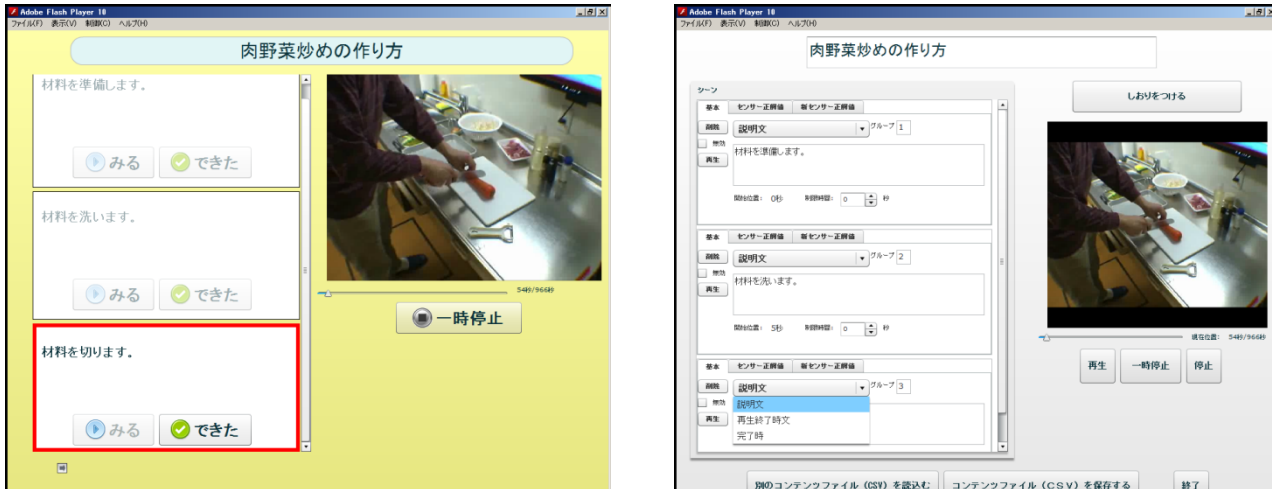 Adobe Flash Player 10
ファイル(F) 表示(V) 制御(C) ヘルプ(H)
肉野菜炒めの作り方
材料を準備します。
みる
できた
材料を洗います。
みる
できた
材料を切ります。
みる
できた
54秒/966秒
一時停止
Adobe Flash Player 10
ファイル(F) 表示(V) 制御(C) ヘルプ(H)
肉野菜炒めの作り方
シーン
基本 センサー正解値 新センサー正解値
削除 説明文 グループ 1
無効
再生
材料を準備します。
開始位置: 0秒 制限時間: 0 秒
基本 センサー正解値 新センサー正解値
削除 説明文 グループ 2
無効
再生
材料を洗います。
開始位置: 5秒 制限時間: 0 秒
基本 センサー正解値 新センサー正解値
削除 説明文 グループ 3
無効
再生
説明文
再生終了時文
完了時
しおりをつける
現在位置: 54秒/966秒
再生 一時停止 停止
別のコンテンツファイル (CSV) を読込む
コンテンツファイル (CSV) を保存する
終了